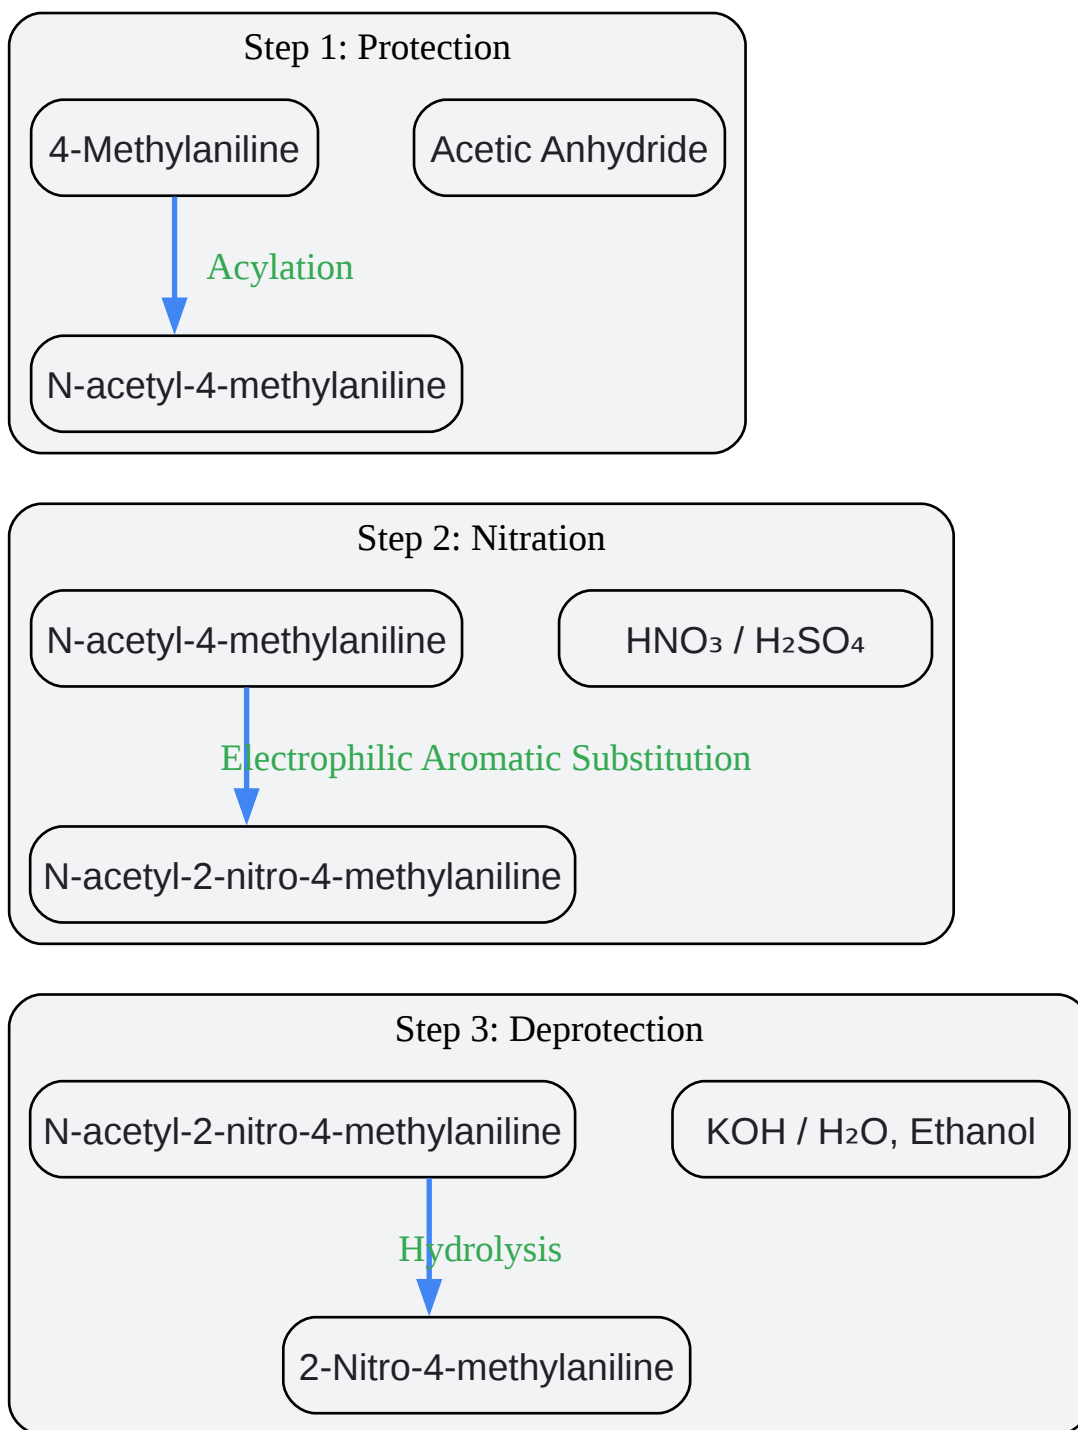 Step 1: Protection
4-Methylaniline
Acetic Anhydride
Acylation
N-acetyl-4-methylaniline
Step 2: Nitration
N-acetyl-4-methylaniline
HNO₃ / H₂SO₄
Electrophilic Aromatic Substitution
N-acetyl-2-nitro-4-methylaniline
Step 3: Deprotection
N-acetyl-2-nitro-4-methylaniline
KOH / H₂O, Ethanol
Hydrolysis
2-Nitro-4-methylaniline